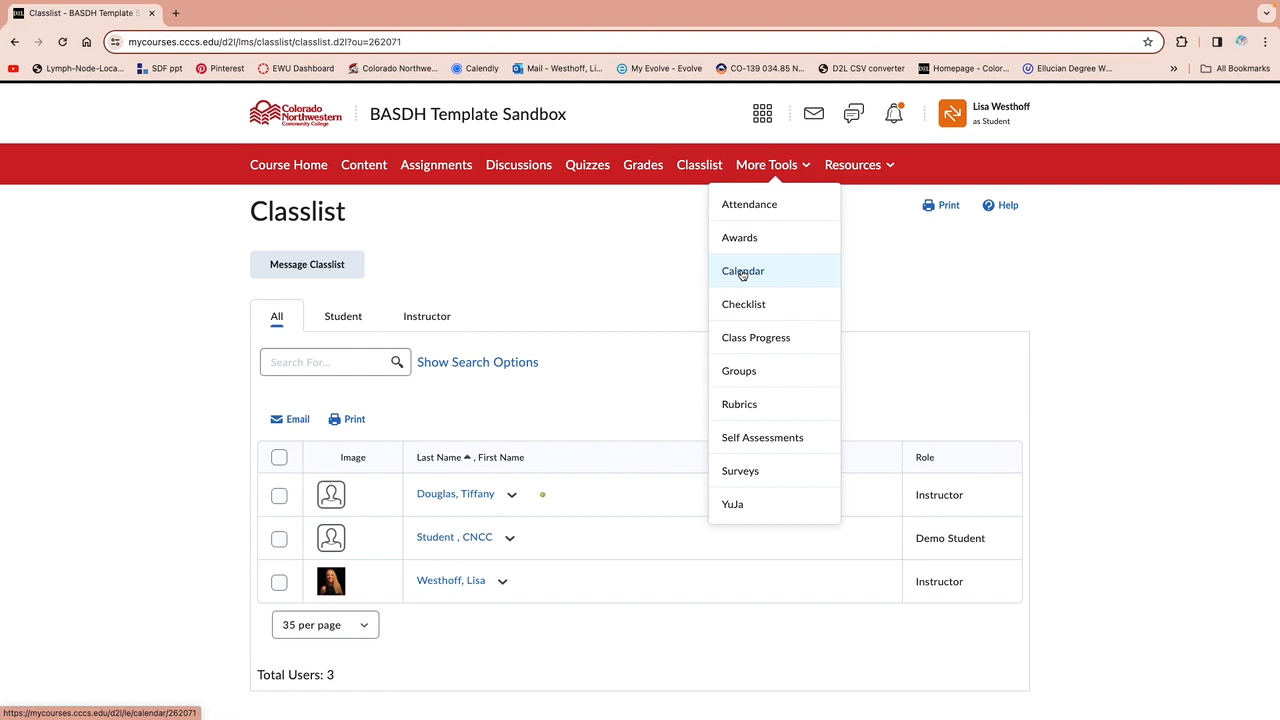 Classlist - BASDH Template S
mycourses.cccs.edu/d2l/lms/classlist/classlist.d2l?ou=262071
Lymph-Node-Loca... SDF ppt Pinterest EWU Dashboard Colorado Northwe... Calendly Mail - Westhoff, Li... My Evolve - Evolve CO-139 034.85 N... D2L CSV converter Homepage - Color... Ellucian Degree W... » All Bookmarks
Colorado
Northwestern
Community College
BASDH Template Sandbox
Lisa Westhoff
as Student
Course Home Content Assignments Discussions Quizzes Grades Classlist More Tools Resources
Classlist
Print Help
Message Classlist
All Student Instructor
Search For... Show Search Options
Email Print
Image Last Name , First Name Role
Douglas, Tiffany Instructor
Student , CNCC Demo Student
Westhoff, Lisa Instructor
35 per page
Total Users: 3
Attendance
Awards
Calendar
Checklist
Class Progress
Groups
Rubrics
Self Assessments
Surveys
YuJa
https://mycourses.cccs.edu/d2l/le/calendar/262071